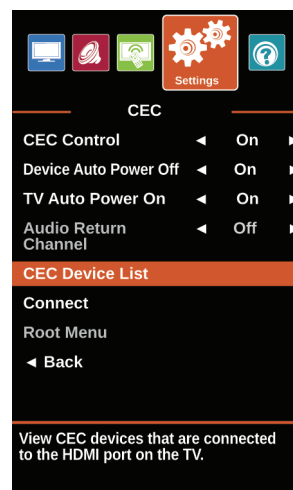 Settings
CEC
CEC Control ◄ On ►
Device Auto Power Off ◄ On ►
TV Auto Power On ◄ On ►
Audio Return
Channel ◄ Off ►
CEC Device List
Connect
Root Menu
◄ Back
View CEC devices that are connected
to the HDMI port on the TV.